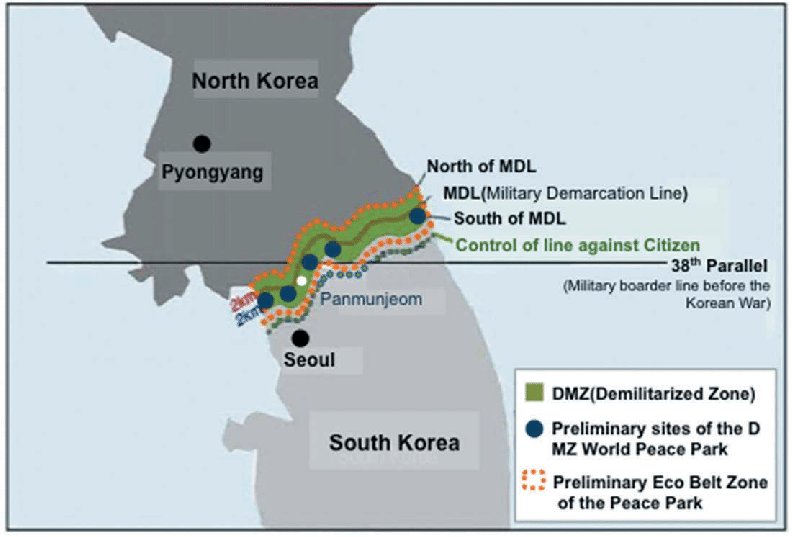 North Korea
Pyongyang
North of MDL
MDL(Military Demarcation Line)
South of MDL
Control of line against Citizen
38th Parallel
(Military boarder line before the
Korean War)
2km
2km
Panmunjeom
Seoul
South Korea
DMZ(Demilitarized Zone)
Preliminary sites of the D
MZ World Peace Park
Preliminary Eco Belt Zone
of the Peace Park